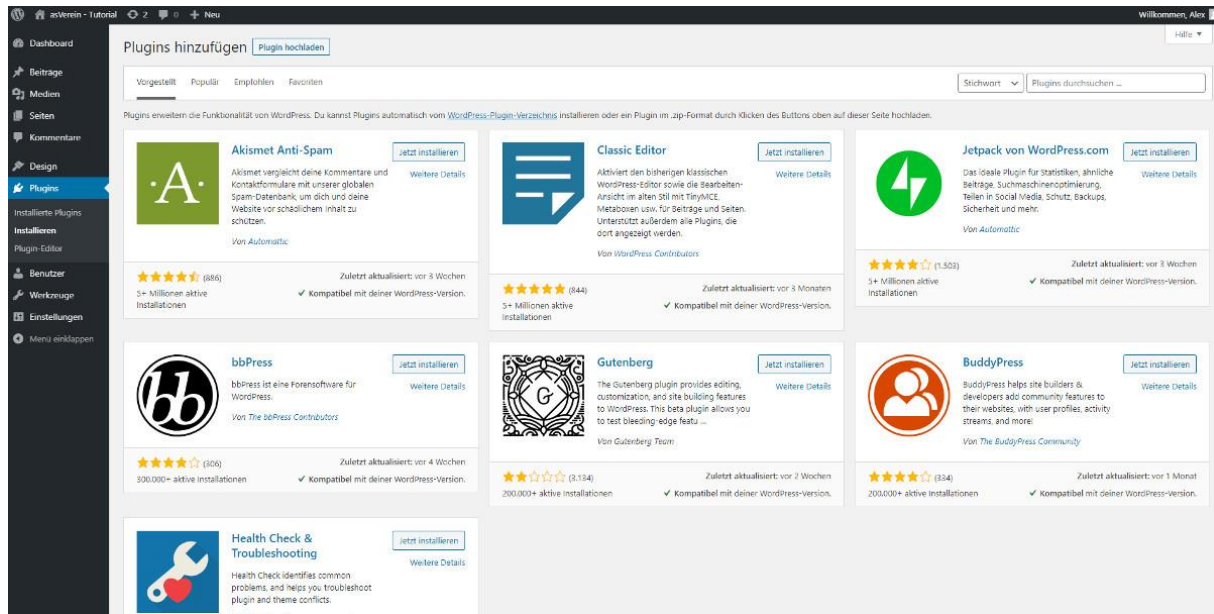 asVerein - Tutorial 2 0 + Neu
Willkommen, Alex
Hilfe ▼
Dashboard
Beiträge
Medien
Seiten
Kommentare
Design
Plugins
Installierte Plugins
Installieren
Plugin-Editor
Benutzer
Werkzeuge
Einstellungen
Menü einklappen
Plugins hinzufügen Plugin hochladen
Vorgestellt Populär Empfohlen Favoriten
Stichwort Plugins durchsuchen ...
Plugins erweitern die Funktionalität von WordPress. Du kannst Plugins automatisch vom WordPress-Plugin-Verzeichnis installieren oder ein Plugin im .zip-Format durch Klicken des Buttons oben auf dieser Seite hochladen.
·A·
Akismet Anti-Spam
Jetzt installieren
Weitere Details
Akismet vergleicht deine Kommentare und
Kontaktformulare mit unserer globalen
Spam-Datenbank, um dich und deine
Website vor schädlichem Inhalt zu
schützen.
Von Automattic
(886)
5+ Millionen aktive
Installationen
Zuletzt aktualisiert: vor 3 Wochen
✓ Kompatibel mit deiner WordPress-Version.
Classic Editor
Jetzt installieren
Weitere Details
Aktiviert den bisherigen klassischen
WordPress-Editor sowie die Bearbeiten-
Ansicht im alten Stil mit TinyMCE,
Metaboxen usw. für Beiträge und Seiten.
Unterstützt außerdem alle Plugins, die
dort angezeigt werden.
Von WordPress Contributors
(844)
5+ Millionen aktive
Installationen
Zuletzt aktualisiert: vor 3 Monaten
✓ Kompatibel mit deiner WordPress-Version.
Jetpack von WordPress.com
Jetzt installieren
Weitere Details
Das ideale Plugin für Statistiken, ähnliche
Beiträge, Suchmaschinenoptimierung,
Teilen in Social Media, Schutz, Backups,
Sicherheit und mehr.
Von Automattic
(1.503)
5+ Millionen aktive
Installationen
Zuletzt aktualisiert: vor 3 Wochen
✓ Kompatibel mit deiner WordPress-Version.
bb
bbPress
Jetzt installieren
Weitere Details
bbPress ist eine Forensoftware für
WordPress.
Von The bbPress Contributors
(306)
300.000+ aktive Installationen
Zuletzt aktualisiert: vor 4 Wochen
✓ Kompatibel mit deiner WordPress-Version.
G
Gutenberg
Jetzt installieren
Weitere Details
The Gutenberg plugin provides editing,
customization, and site building features
to WordPress. This beta plugin allows you
to test bleeding-edge featu ...
Von Gutenberg Team
(3.134)
200.000+ aktive Installationen
Zuletzt aktualisiert: vor 2 Wochen
✓ Kompatibel mit deiner WordPress-Version.
BuddyPress
Jetzt installieren
Weitere Details
BuddyPress helps site builders &
developers add community features to
their websites, with user profiles, activity
streams, and more!
Von The BuddyPress Community
(334)
200.000+ aktive Installationen
Zuletzt aktualisiert: vor 1 Monat
✓ Kompatibel mit deiner WordPress-Version.
Health Check &
Troubleshooting
Jetzt installieren
Weitere Details
Health Check identifies common
problems, and helps you troubleshoot
plugin and theme conflicts.